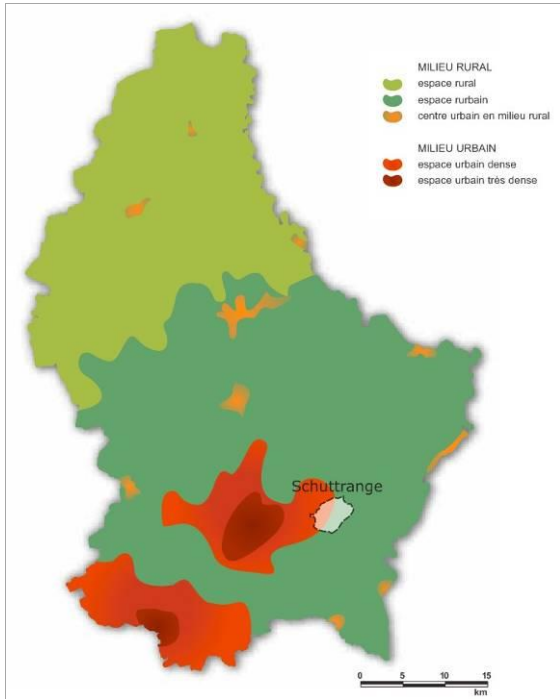 MILIEU RURAL
espace rural
espace rurbain
centre urbain en milieu rural
MILIEU URBAIN
espace urbain dense
espace urbain très dense
Schuttrange
0 5 10 15
km